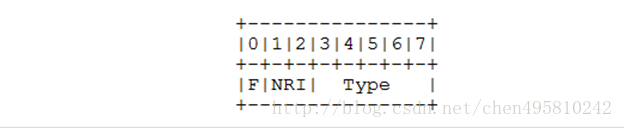 +---------------+
|0|1|2|3|4|5|6|7|
+-+-+-+-+-+-+-+-+
|F|NRI|  Type   |
+---------------+
http://blog.csdn.net/chen495810242